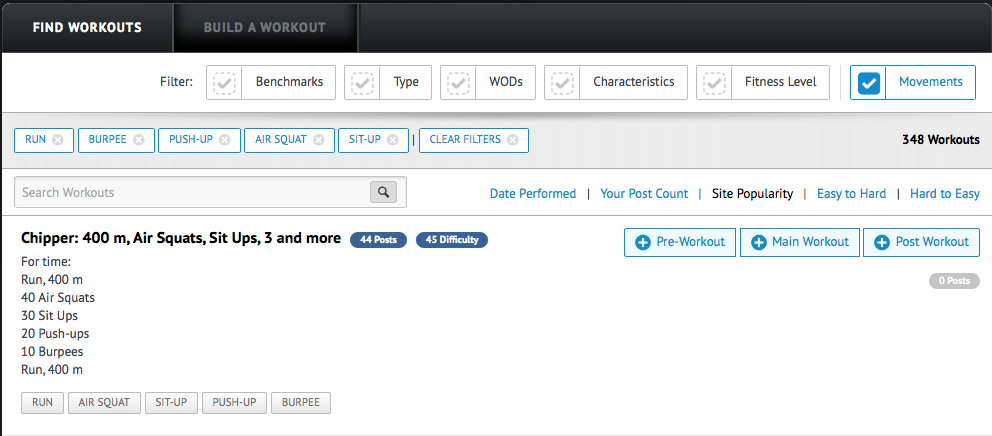 FIND WORKOUTS BUILD A WORKOUT
Filter: Benchmarks Type WODs Characteristics Fitness Level Movements
RUN BURPEE PUSH-UP AIR SQUAT SIT-UP | CLEAR FILTERS 348 Workouts
Search Workouts Date Performed | Your Post Count | Site Popularity | Easy to Hard | Hard to Easy
Chipper: 400 m, Air Squats, Sit Ups, 3 and more 44 Posts 45 Difficulty Pre-Workout Main Workout Post Workout
For time:
0 Posts
Run, 400 m
40 Air Squats
30 Sit Ups
20 Push-ups
10 Burpees
Run, 400 m
RUN AIR SQUAT SIT-UP PUSH-UP BURPEE